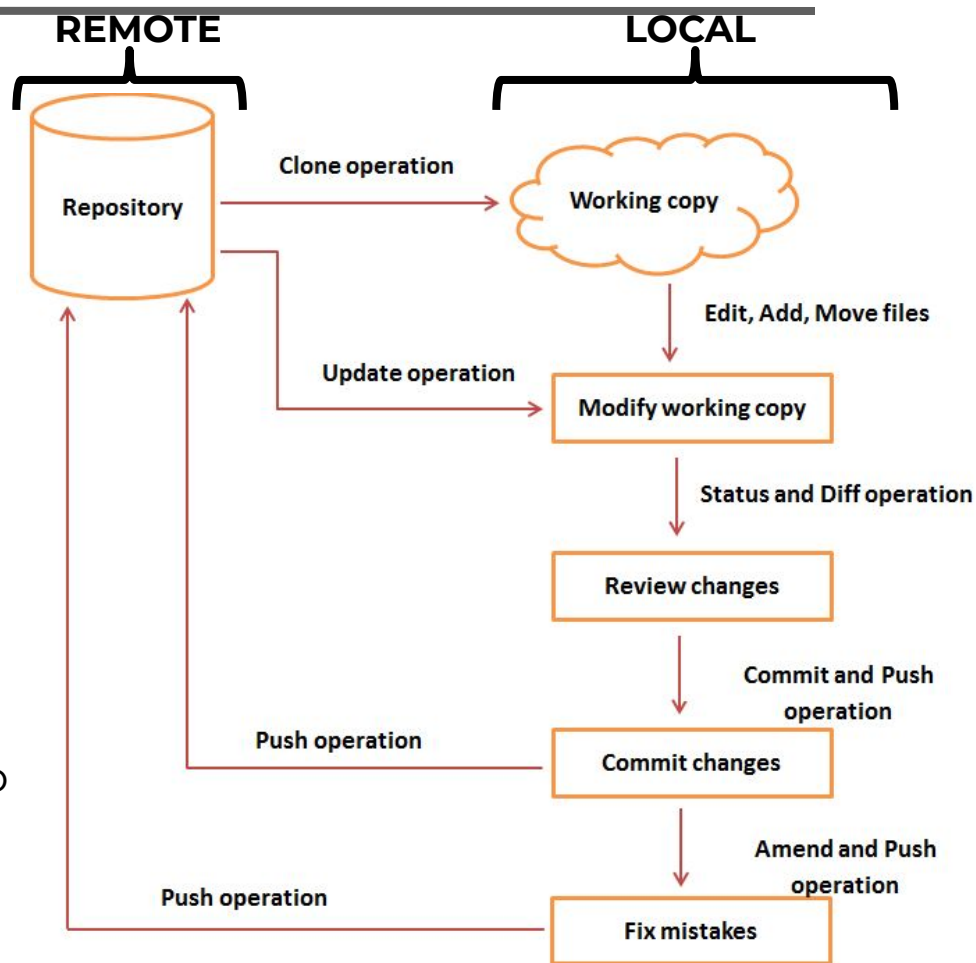 REMOTE
LOCAL
Clone operation
Repository
Working copy
Edit, Add, Move files
Update operation
Modify working copy
Status and Diff operation
Review changes
Commit and Push
operation
Push operation
Commit changes
Amend and Push
operation
Push operation
Fix mistakes